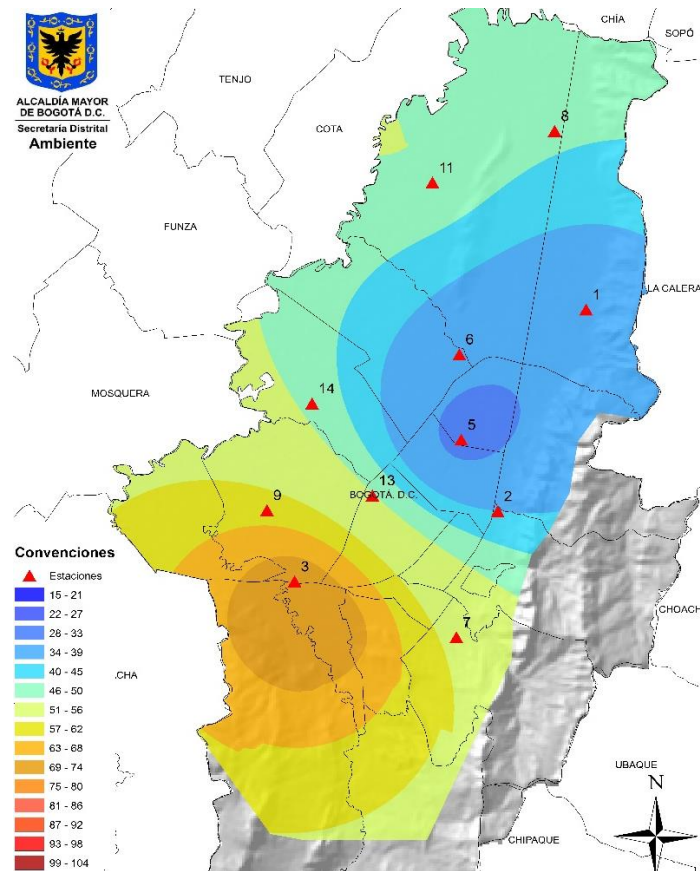 ALCALDÍA MAYOR
DE BOGOTÁ D.C.
Secretaría Distrital
Ambiente
CHÍA
SOPÓ
TENJO
COTA
8
11
FUNZA
LA CALERA
1
6
MOSQUERA
14
5
13
BOGOTÁ, D.C.
9
2
3
CHOACH
7
.CHA
UBAQUE
CHIPAQUE
N
Convenciones
Estaciones
15 - 21
22 - 27
28 - 33
34 - 39
40 - 45
46 - 50
51 - 56
57 - 62
63 - 68
69 - 74
75 - 80
81 - 86
87 - 92
93 - 98
99 - 104